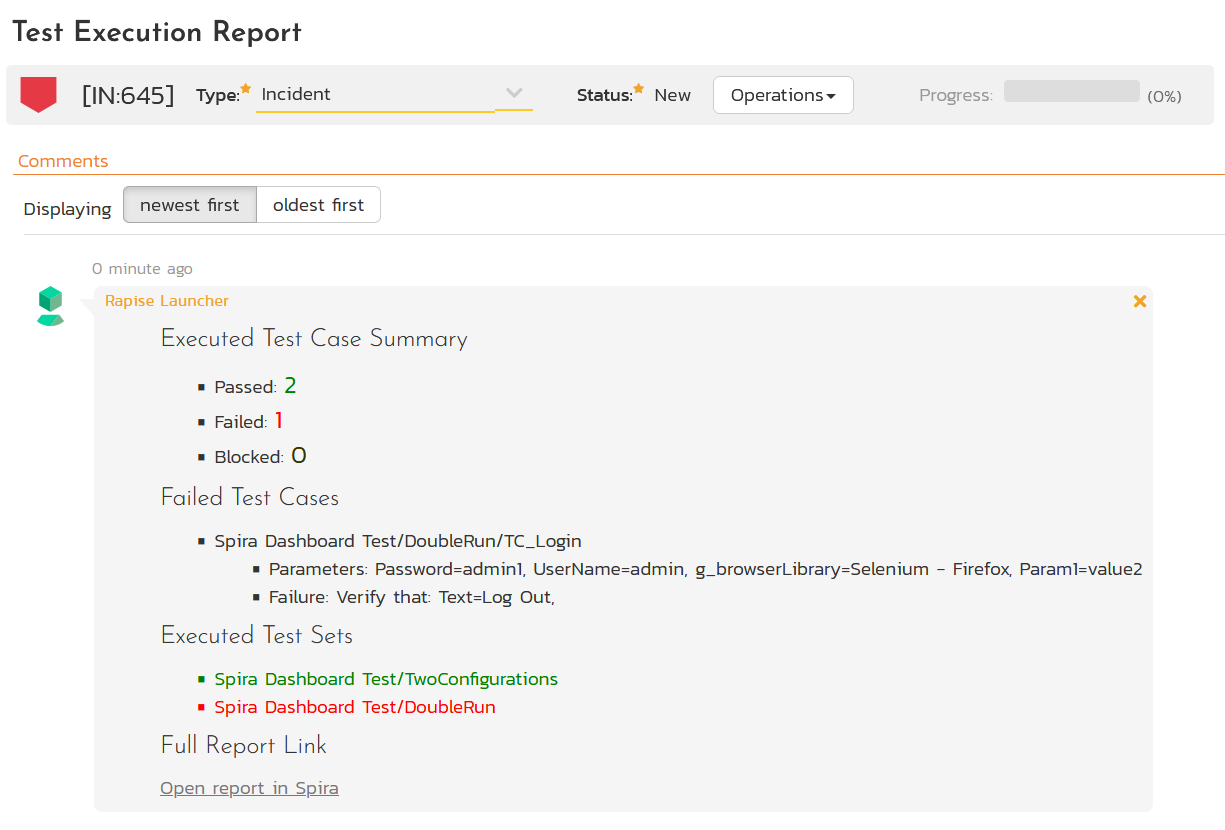 Test Execution Report
[IN:645] Type: Incident Status: New Operations Progress: (0%)
Comments
Displaying newest first oldest first
0 minute ago
Rapise Launcher
Executed Test Case Summary
Passed: 2
Failed: 1
Blocked: 0
Failed Test Cases
Spira Dashboard Test/DoubleRun/TC_Login
Parameters: Password=admin1, UserName=admin, g_browserLibrary=Selenium - Firefox, Param1=value2
Failure: Verify that: Text=Log Out,
Executed Test Sets
Spira Dashboard Test/TwoConfigurations
Spira Dashboard Test/DoubleRun
Full Report Link
Open report in Spira